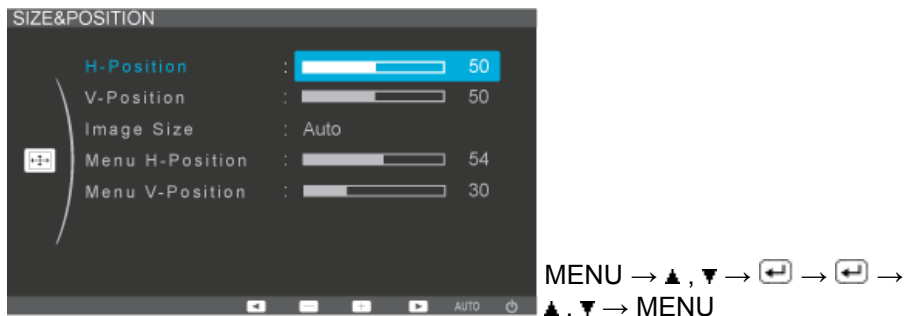 SIZE&POSITION
H-Position : 50
V-Position : 50
Image Size : Auto
Menu H-Position : 54
Menu V-Position : 30
AUTO
MENU → ▲ , ▼ → ↵ → ↵ →
▲ , ▼ → MENU